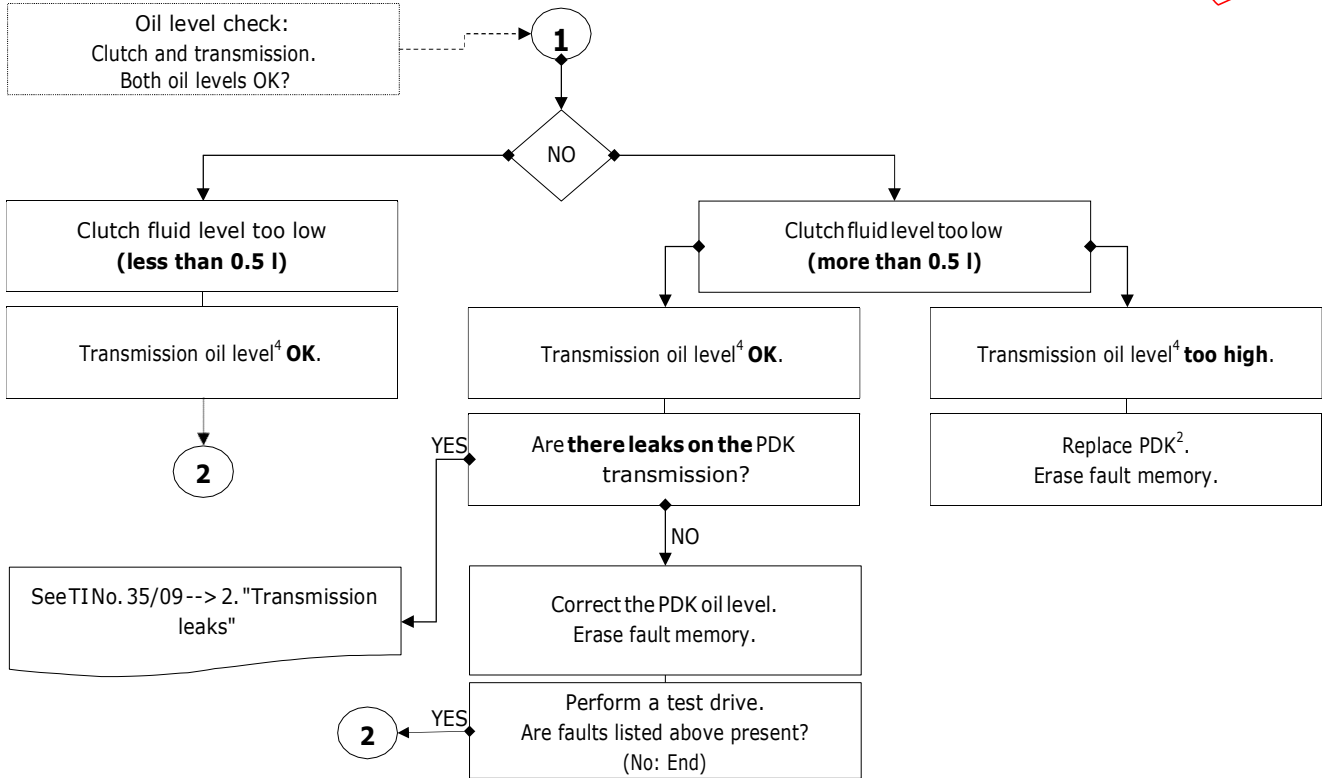 Oil level check:
Clutch and transmission.
Both oil levels OK?
1
NO
Clutch fluid level too low
(less than 0.5 l)
Clutch fluid level too low
(more than 0.5 l)
Transmission oil level⁴ OK.
Transmission oil level⁴ OK.
Transmission oil level⁴ too high.
2
YES
Are there leaks on the PDK
transmission?
Replace PDK².
Erase fault memory.
NO
See TI No. 35/09 --> 2. "Transmission
leaks"
Correct the PDK oil level.
Erase fault memory.
2
YES
Perform a test drive.
Are faults listed above present?
(No: End)